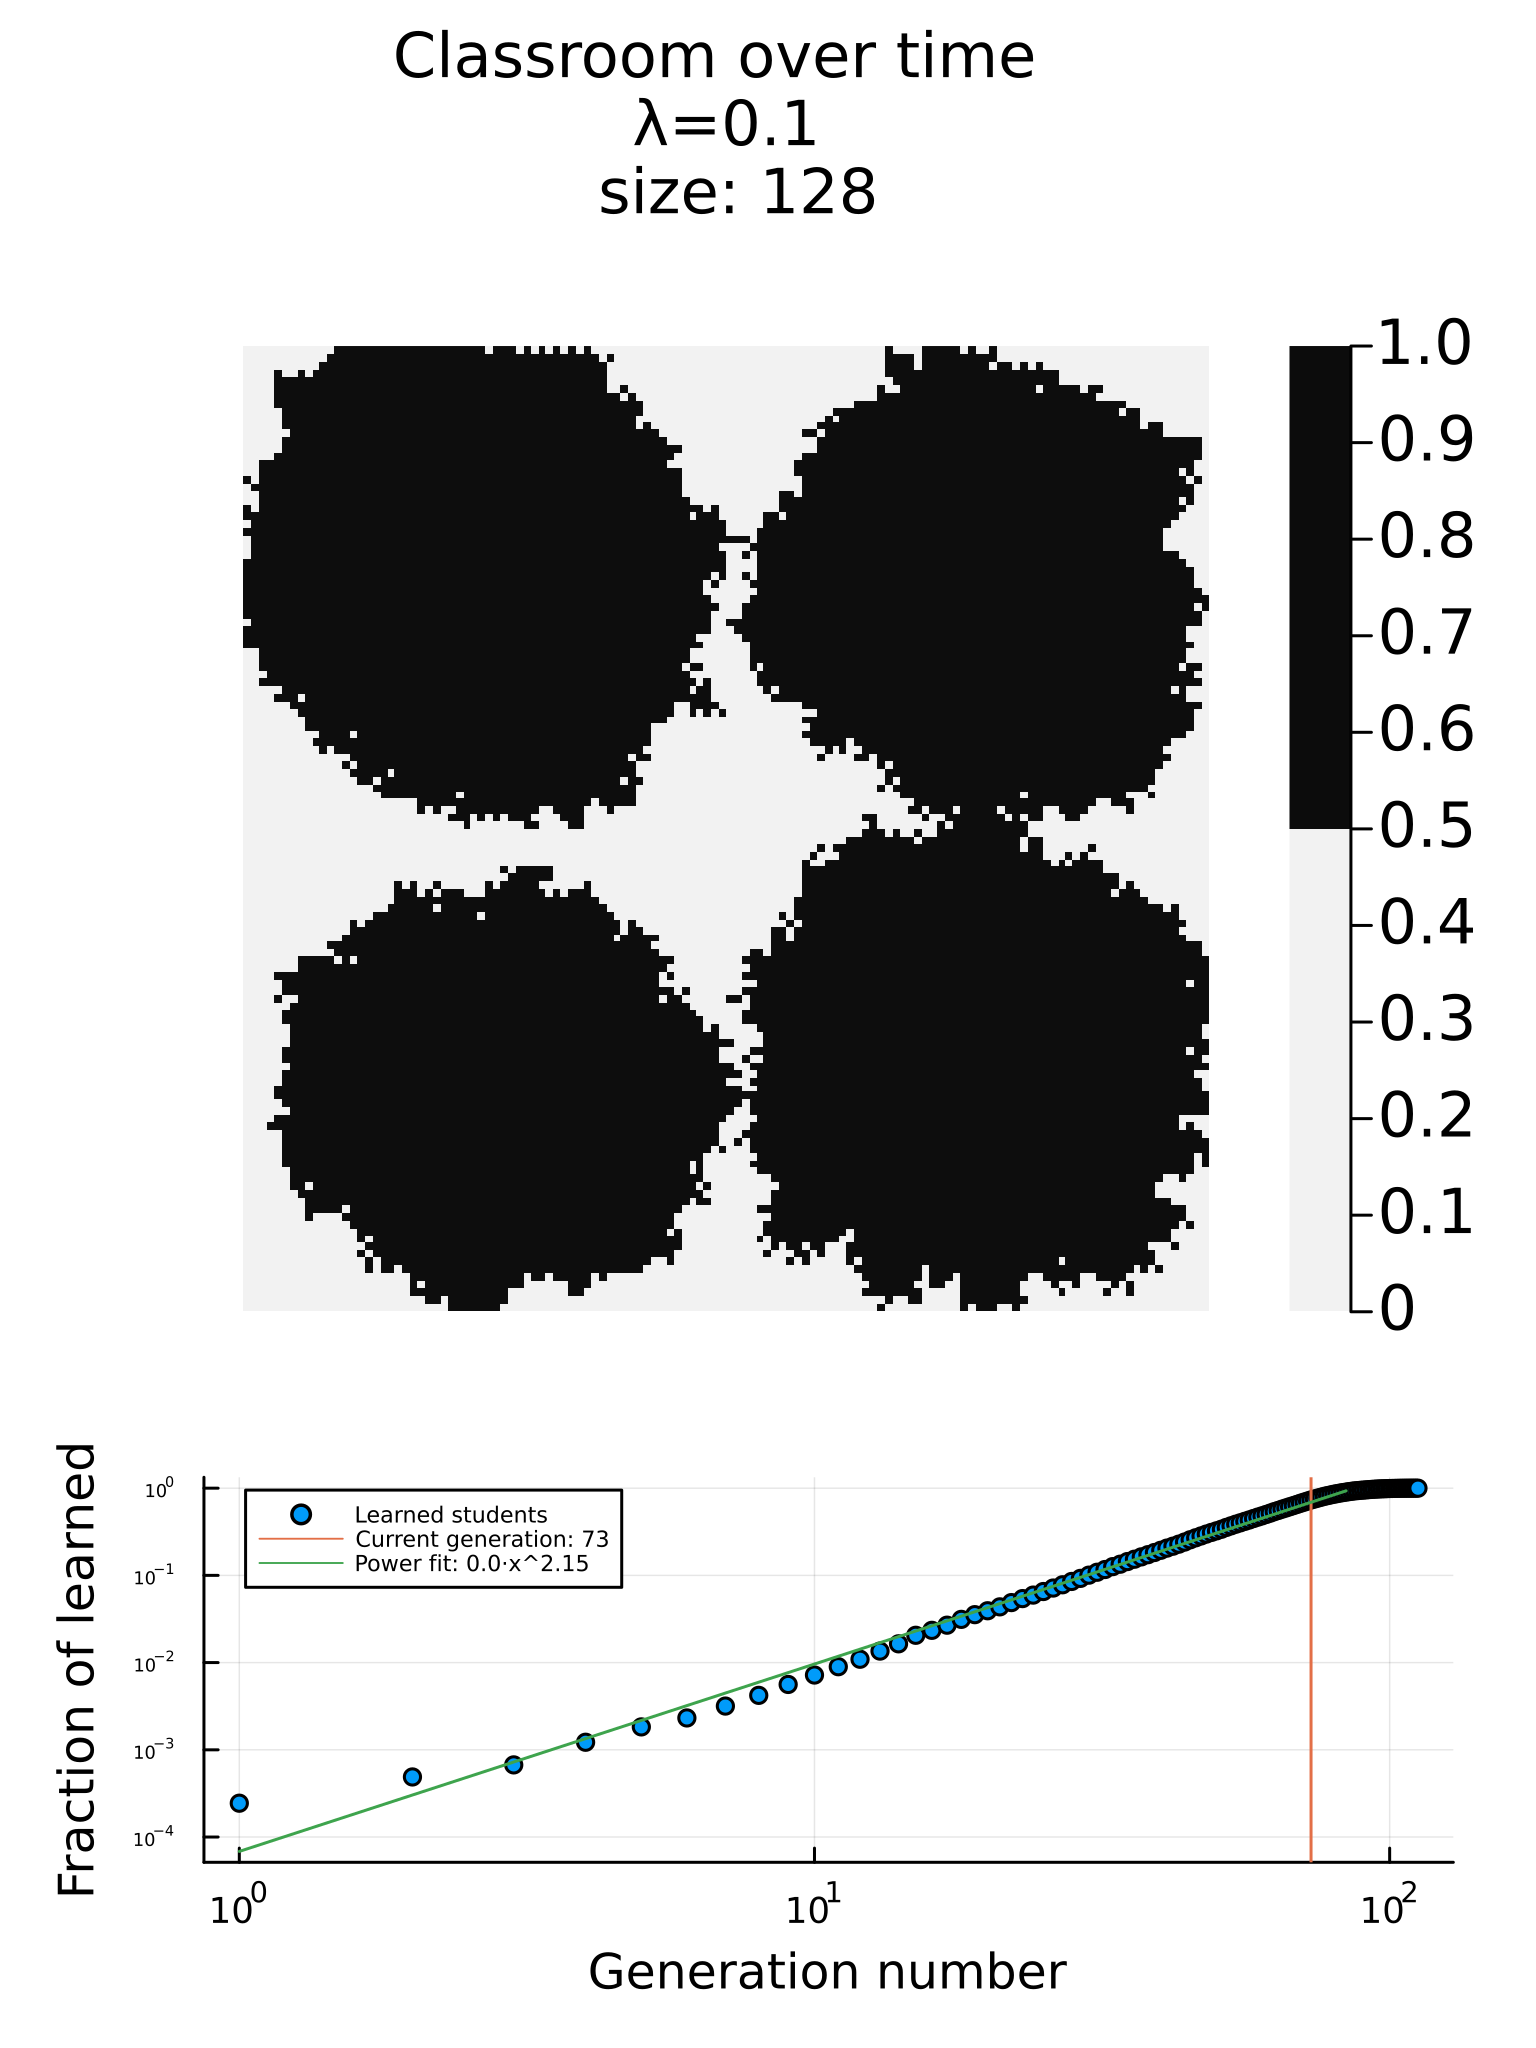 Classroom over time
λ=0.1
size: 128
1.0
0.9
0.8
0.7
0.6
0.5
0.4
0.3
0.2
0.1
0
Fraction of learned
10^0
10^-1
10^-2
10^-3
10^-4
Learned students
Current generation: 73
Power fit: 0.0·x^2.15
10^0 10^1 10^2
Generation number